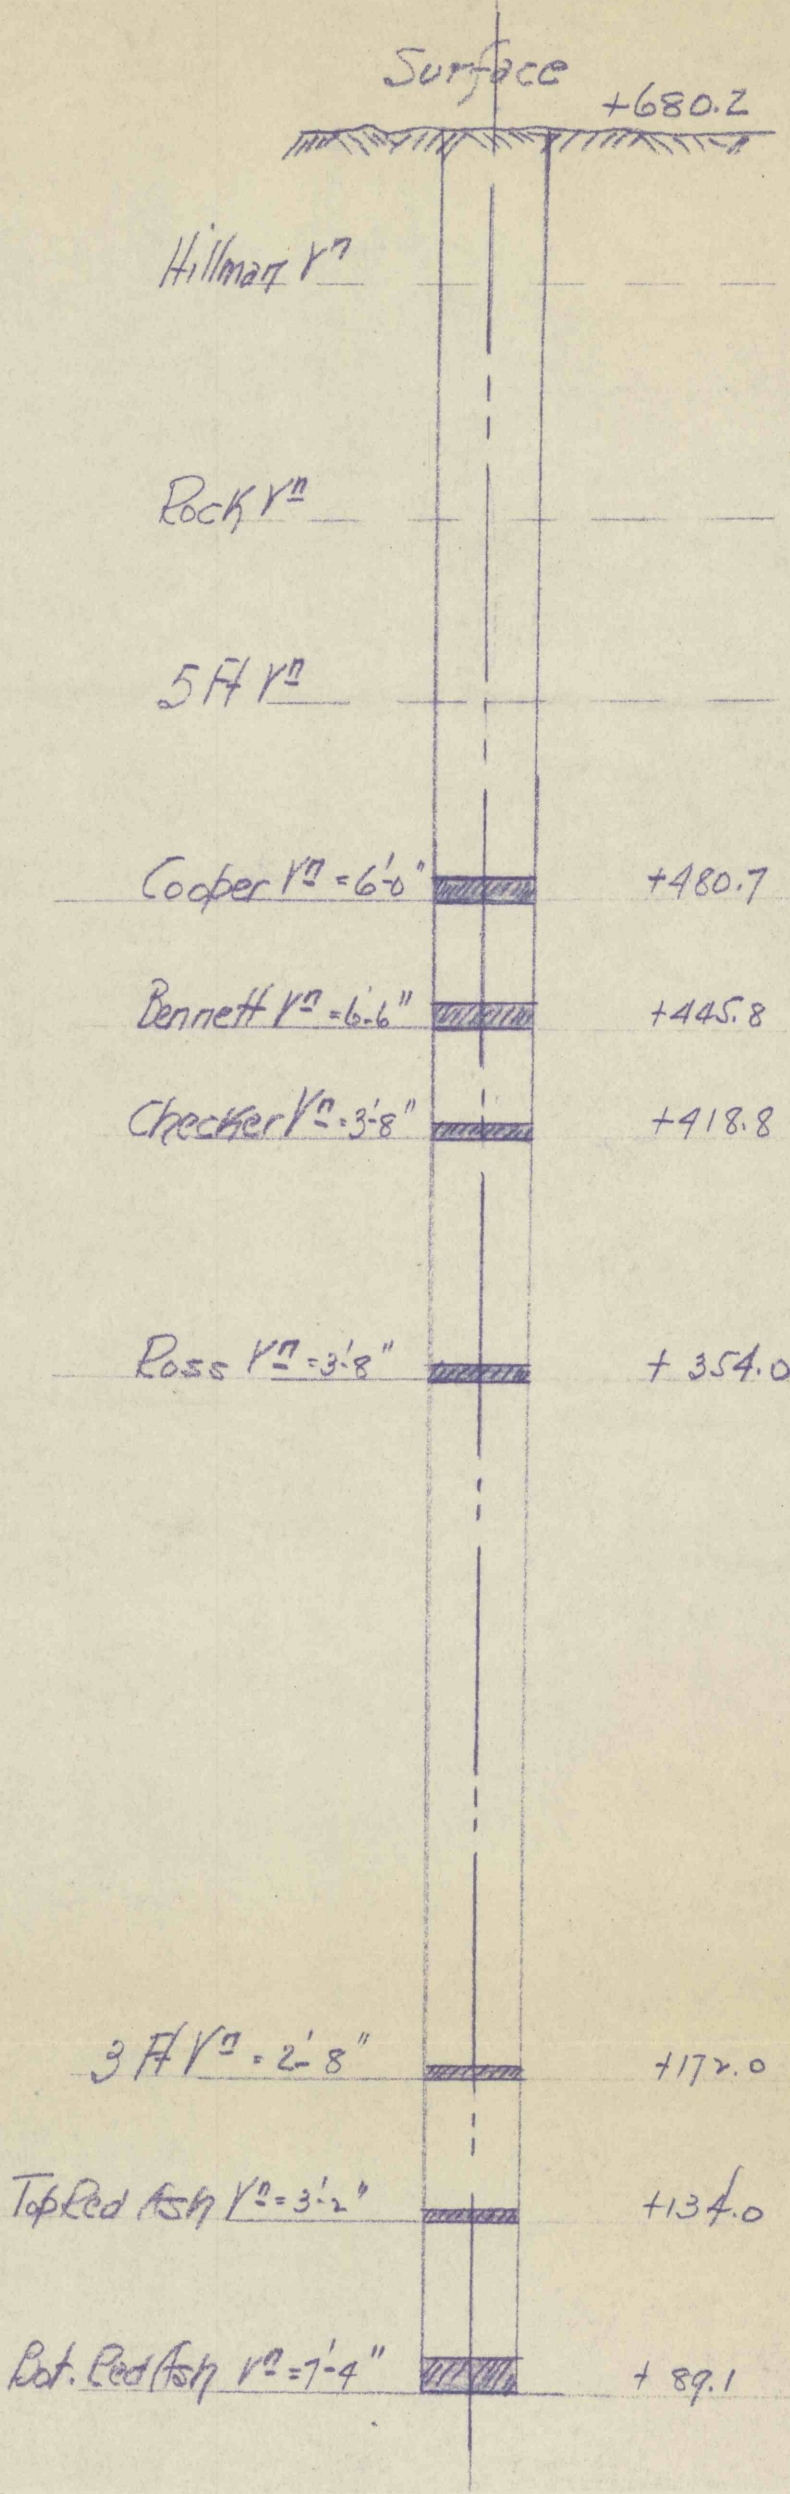 Surface
+680.2
Hillman Vn
Rock Vn
5 Ft Vn
Cooper Vn = 6'-0" +480.7
Bennett Vn = 6'-6" +445.8
Checker Vn = 3'-8" +418.8
Ross Vn = 3'-8" + 354.0
3 Ft Vn = 2'-8" +172.0
Top Red Ash Vn = 3'-2" +134.0
Bot. Red Ash Vn = 7'-4" + 89.1